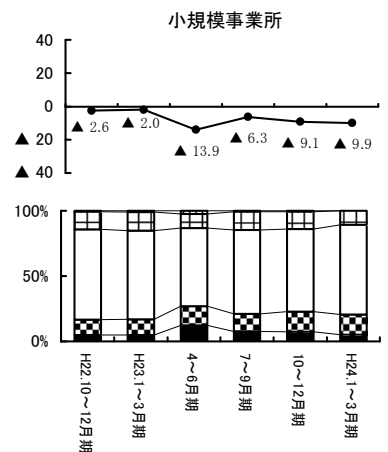 小規模事業所
40
20
0
▲ 20
▲ 40
▲ 2.6
▲ 2.0
▲ 13.9
▲ 6.3
▲ 9.1
▲ 9.9
100%
50%
0%
H22.10～12月期
H23.1～3月期
4～6月期
7～9月期
10～12月期
H24.1～3月期